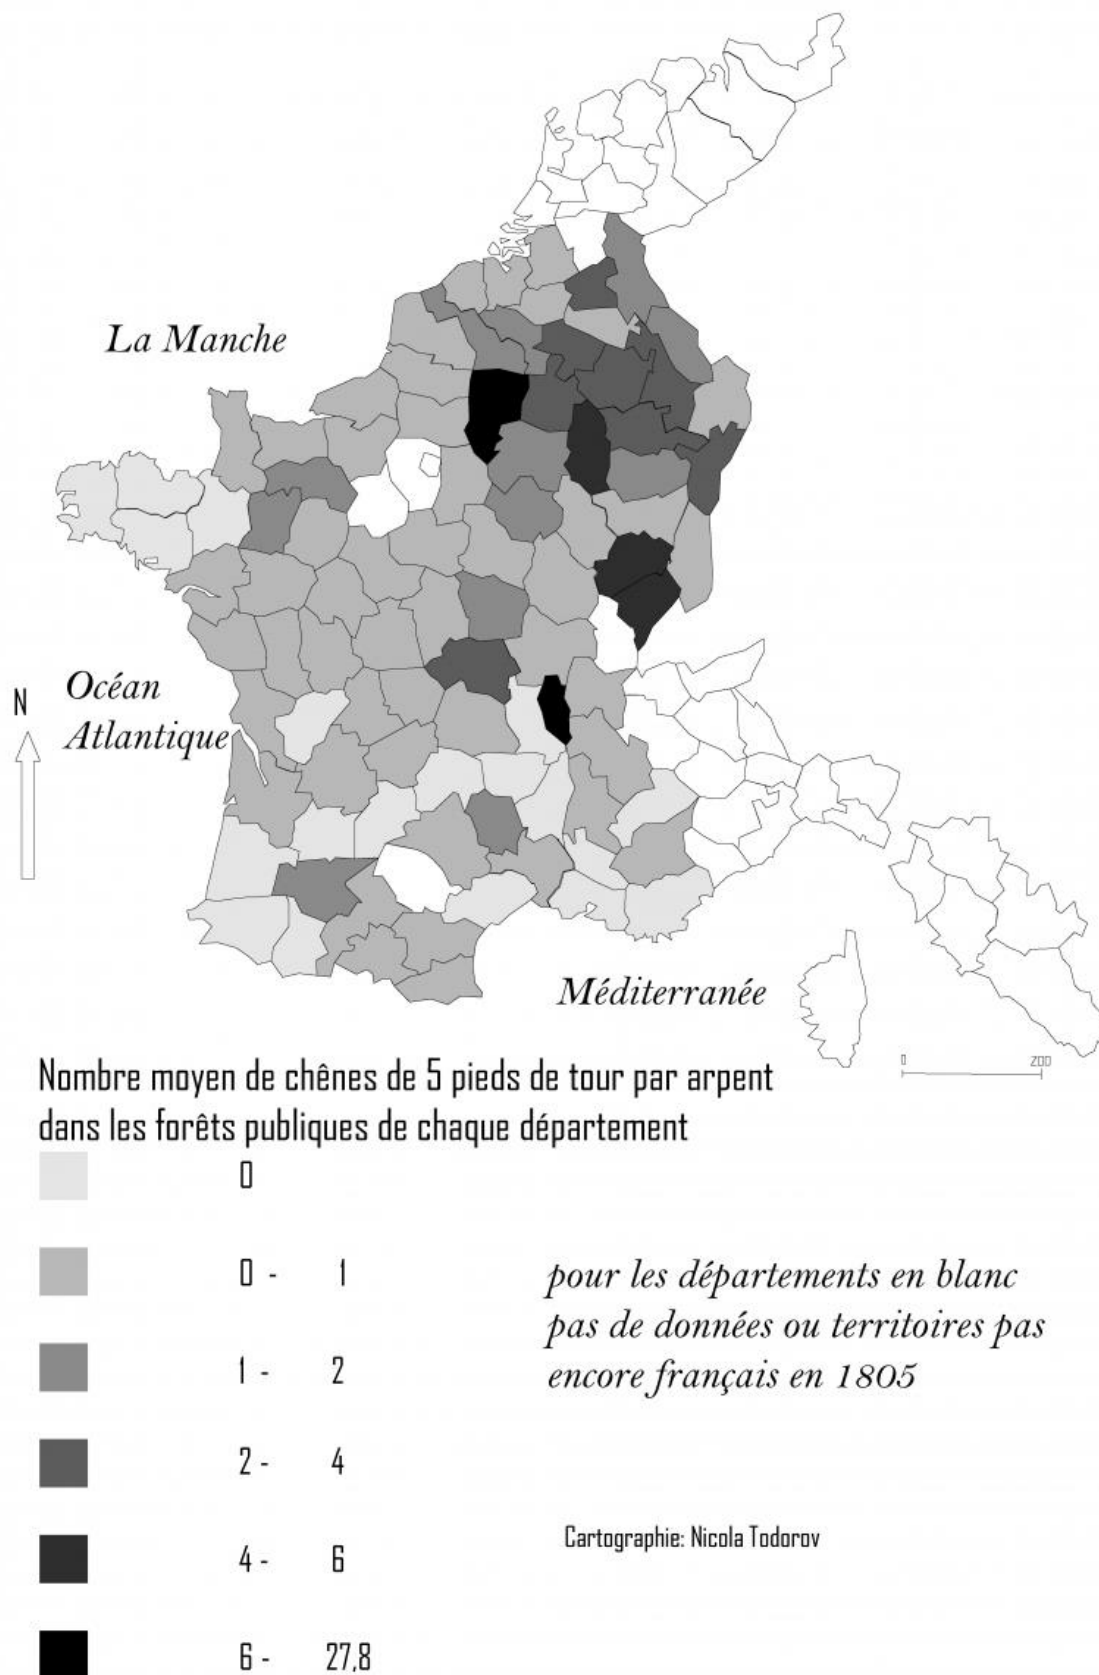 La Manche
N
Océan
Atlantique
Méditerranée
0 200
Nombre moyen de chênes de 5 pieds de tour par arpent
dans les forêts publiques de chaque département
0
0 - 1
1 - 2
2 - 4
4 - 6
6 - 27,8
pour les départements en blanc
pas de données ou territoires pas
encore français en 1805
Cartographie: Nicola Todorov